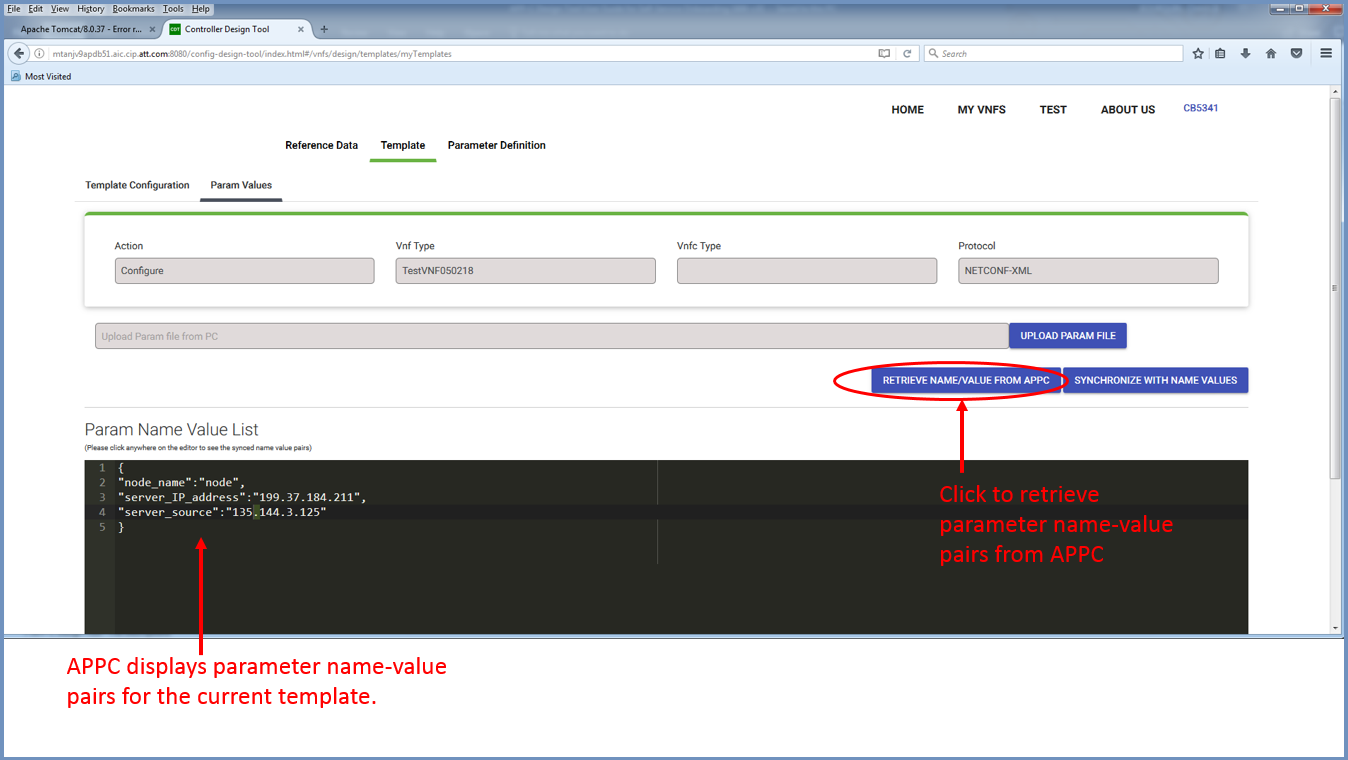 File Edit View History Bookmarks Tools Help
Apache Tomcat/8.0.37 - Error r... × CDT Controller Design Tool × +
mtanjv9apdb51.aic.cip.att.com:8080/config-design-tool/index.html#/vnfs/design/templates/myTemplates Search
Most Visited
HOME MY VNFS TEST ABOUT US CB5341
Reference Data Template Parameter Definition
Template Configuration Param Values
Action Vnf Type Vnfc Type Protocol
Configure TestVNF050218 NETCONF-XML
Upload Param file from PC UPLOAD PARAM FILE
RETRIEVE NAME/VALUE FROM APPC SYNCHRONIZE WITH NAME VALUES
Param Name Value List
(Please click anywhere on the editor to see the synced name value pairs)
1 {
2 "node_name":"node",
3 "server_IP_address":"199.37.184.211",
4 "server_source":"135.144.3.125"
5 }
Click to retrieve
parameter name-value
pairs from APPC
APPC displays parameter name-value
pairs for the current template.